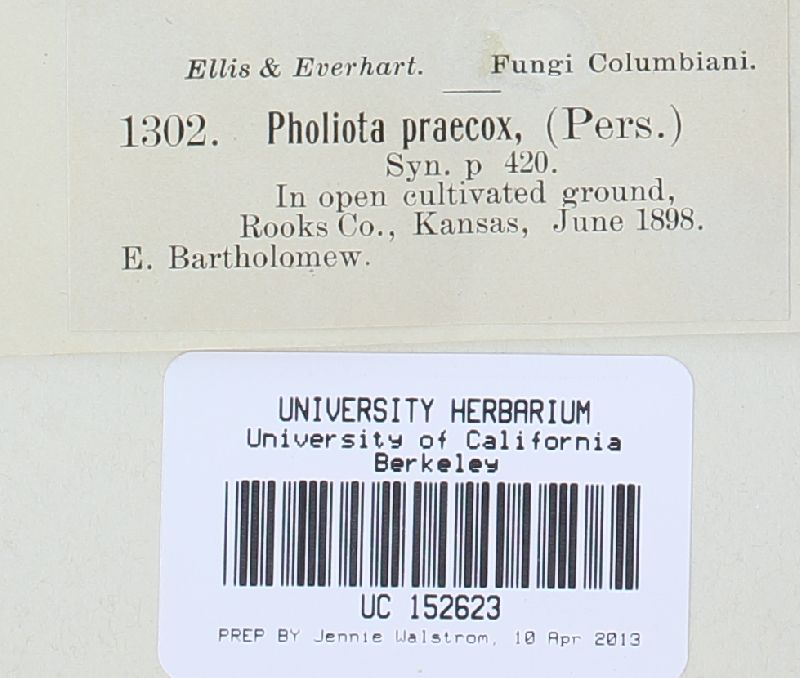 Ellis & Everhart. Fungi Columbiani.
1302. Pholiota praecox, (Pers.)
Syn. p 420.
In open cultivated ground,
Rooks Co., Kansas, June 1898.
E. Bartholomew.
UNIVERSITY HERBARIUM
University of California
Berkeley
UC 152623
PREP BY Jennie Walstrom, 10 Apr 2013